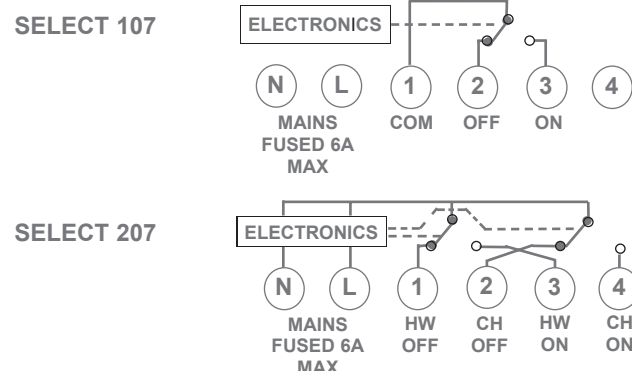 SELECT 107
ELECTRONICS
N L 1 2 3 4
MAINS COM OFF ON
FUSED 6A
MAX
SELECT 207
ELECTRONICS
N L 1 2 3 4
MAINS HW CH HW CH
FUSED 6A OFF OFF ON ON
MAX